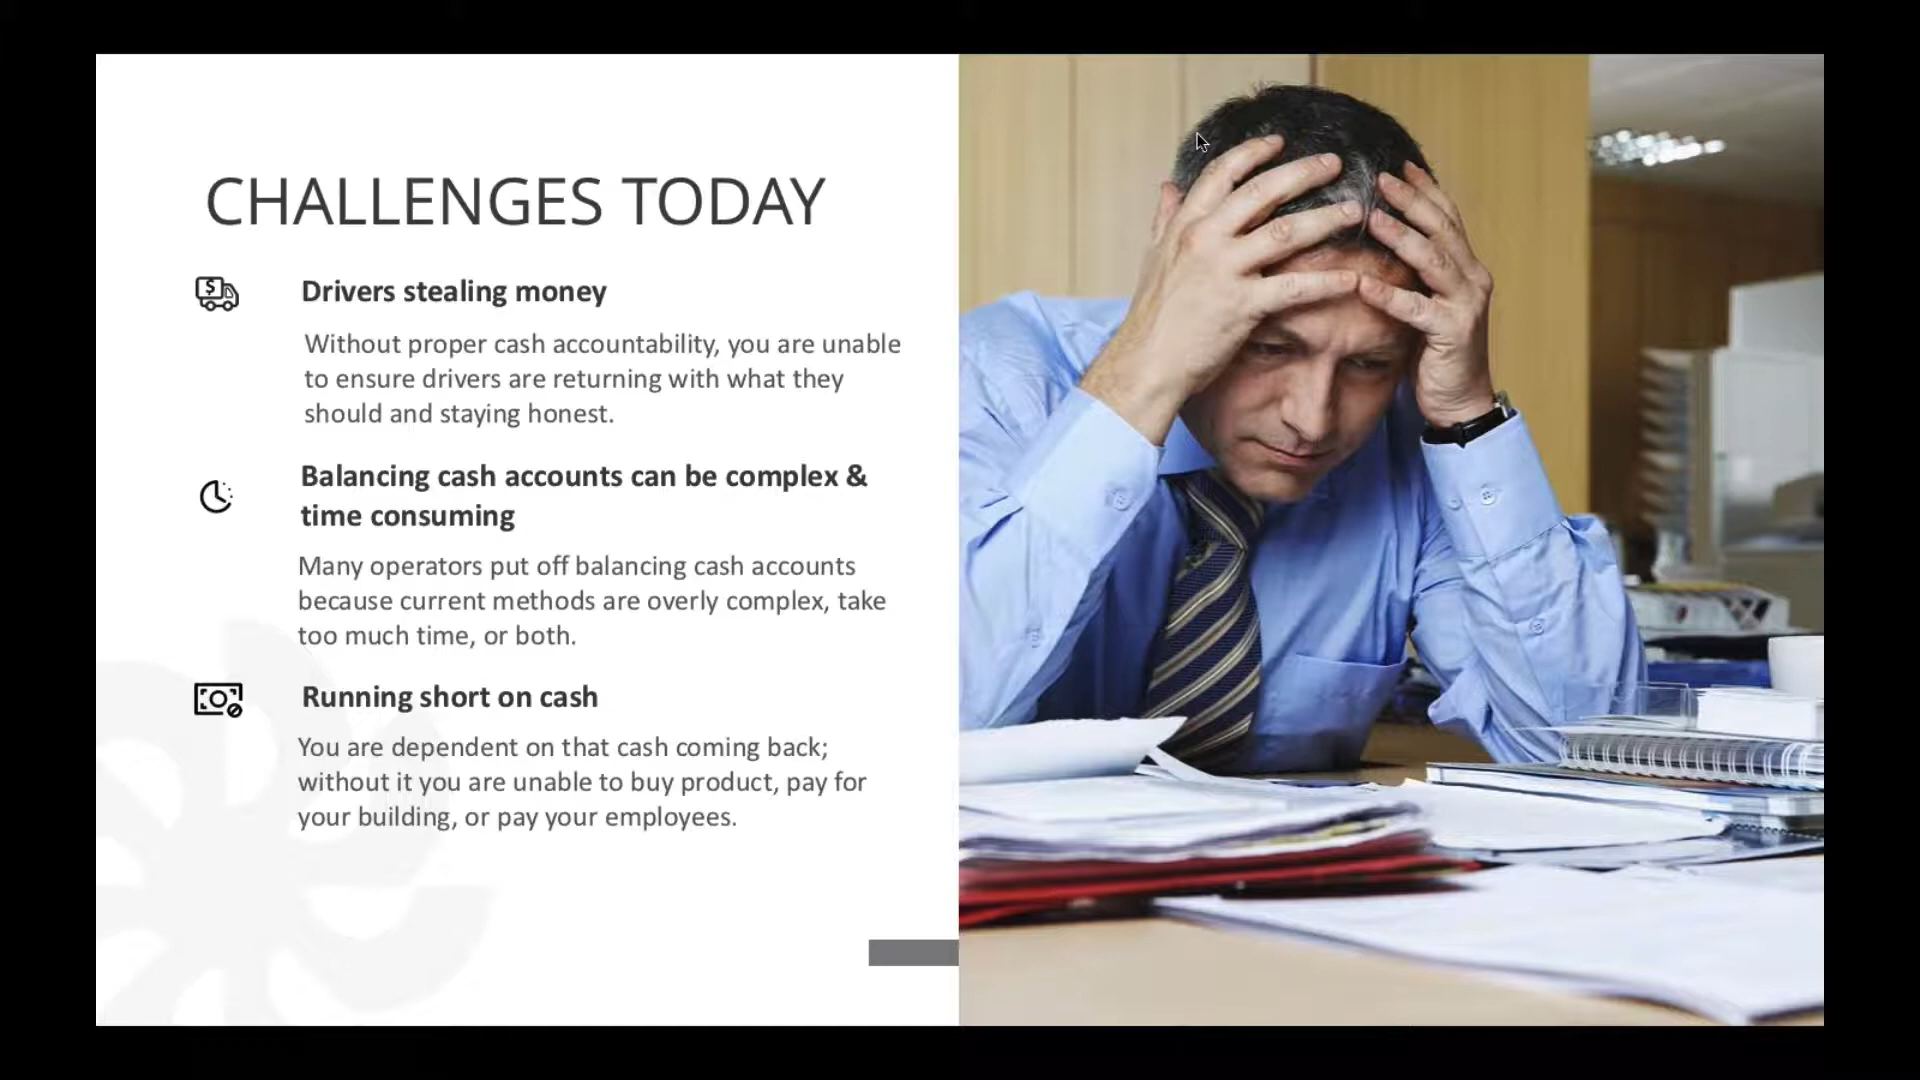 CHALLENGES TODAY
Drivers stealing money
Without proper cash accountability, you are unable
to ensure drivers are returning with what they
should and staying honest.
Balancing cash accounts can be complex &
time consuming
Many operators put off balancing cash accounts
because current methods are overly complex, take
too much time, or both.
Running short on cash
You are dependent on that cash coming back;
without it you are unable to buy product, pay for
your building, or pay your employees.